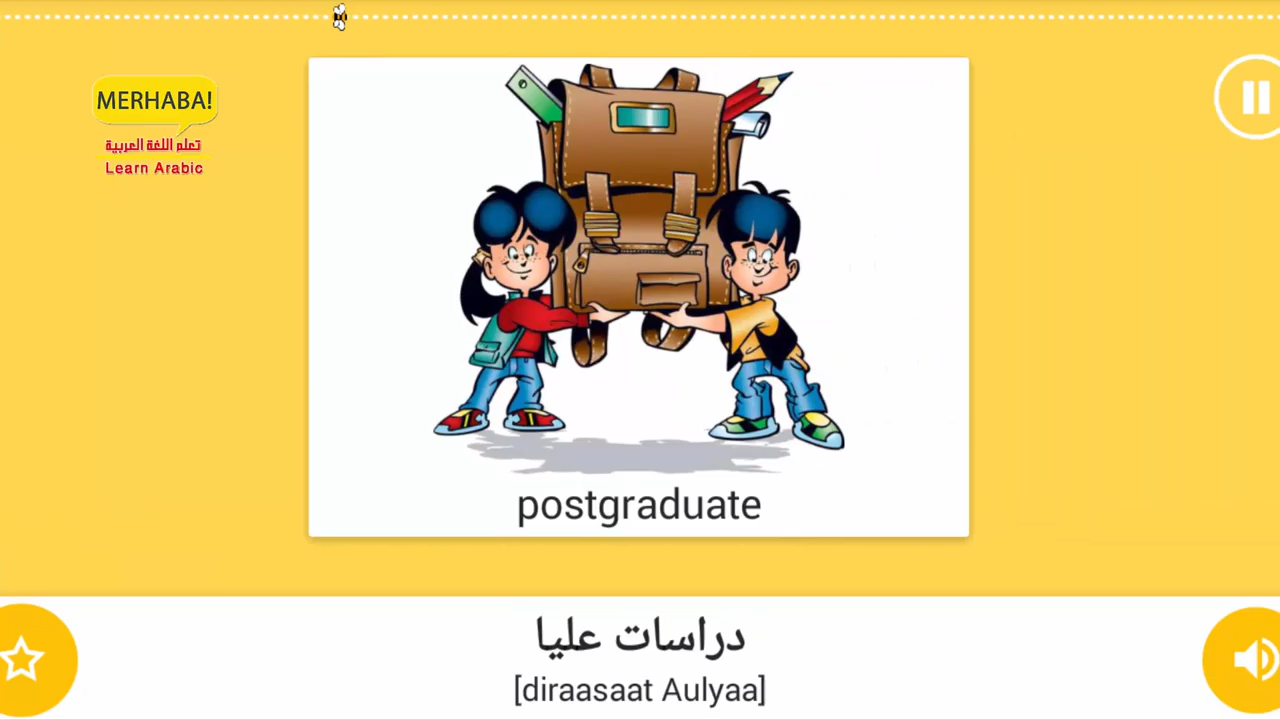 MERHABA!
تعلم اللغة العربية
Learn Arabic
postgraduate
دراسات عليا
[diraasaat Aulyaa]